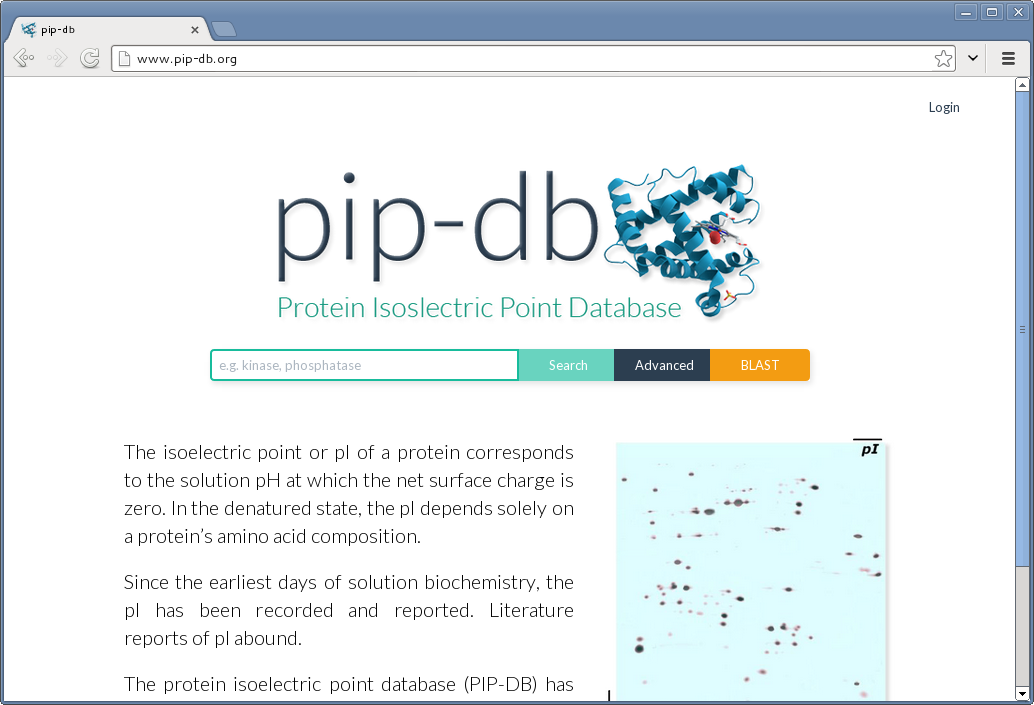 pip-db
www.pip-db.org
Login
pip-db
Protein Isoslectric Point Database
e.g. kinase, phosphatase
Search
Advanced
BLAST
The isoelectric point or pI of a protein corresponds
to the solution pH at which the net surface charge is
zero. In the denatured state, the pI depends solely on
a protein’s amino acid composition.
pI
Since the earliest days of solution biochemistry, the
pI has been recorded and reported. Literature
reports of pI abound.
The protein isoelectric point database (PIP-DB) has